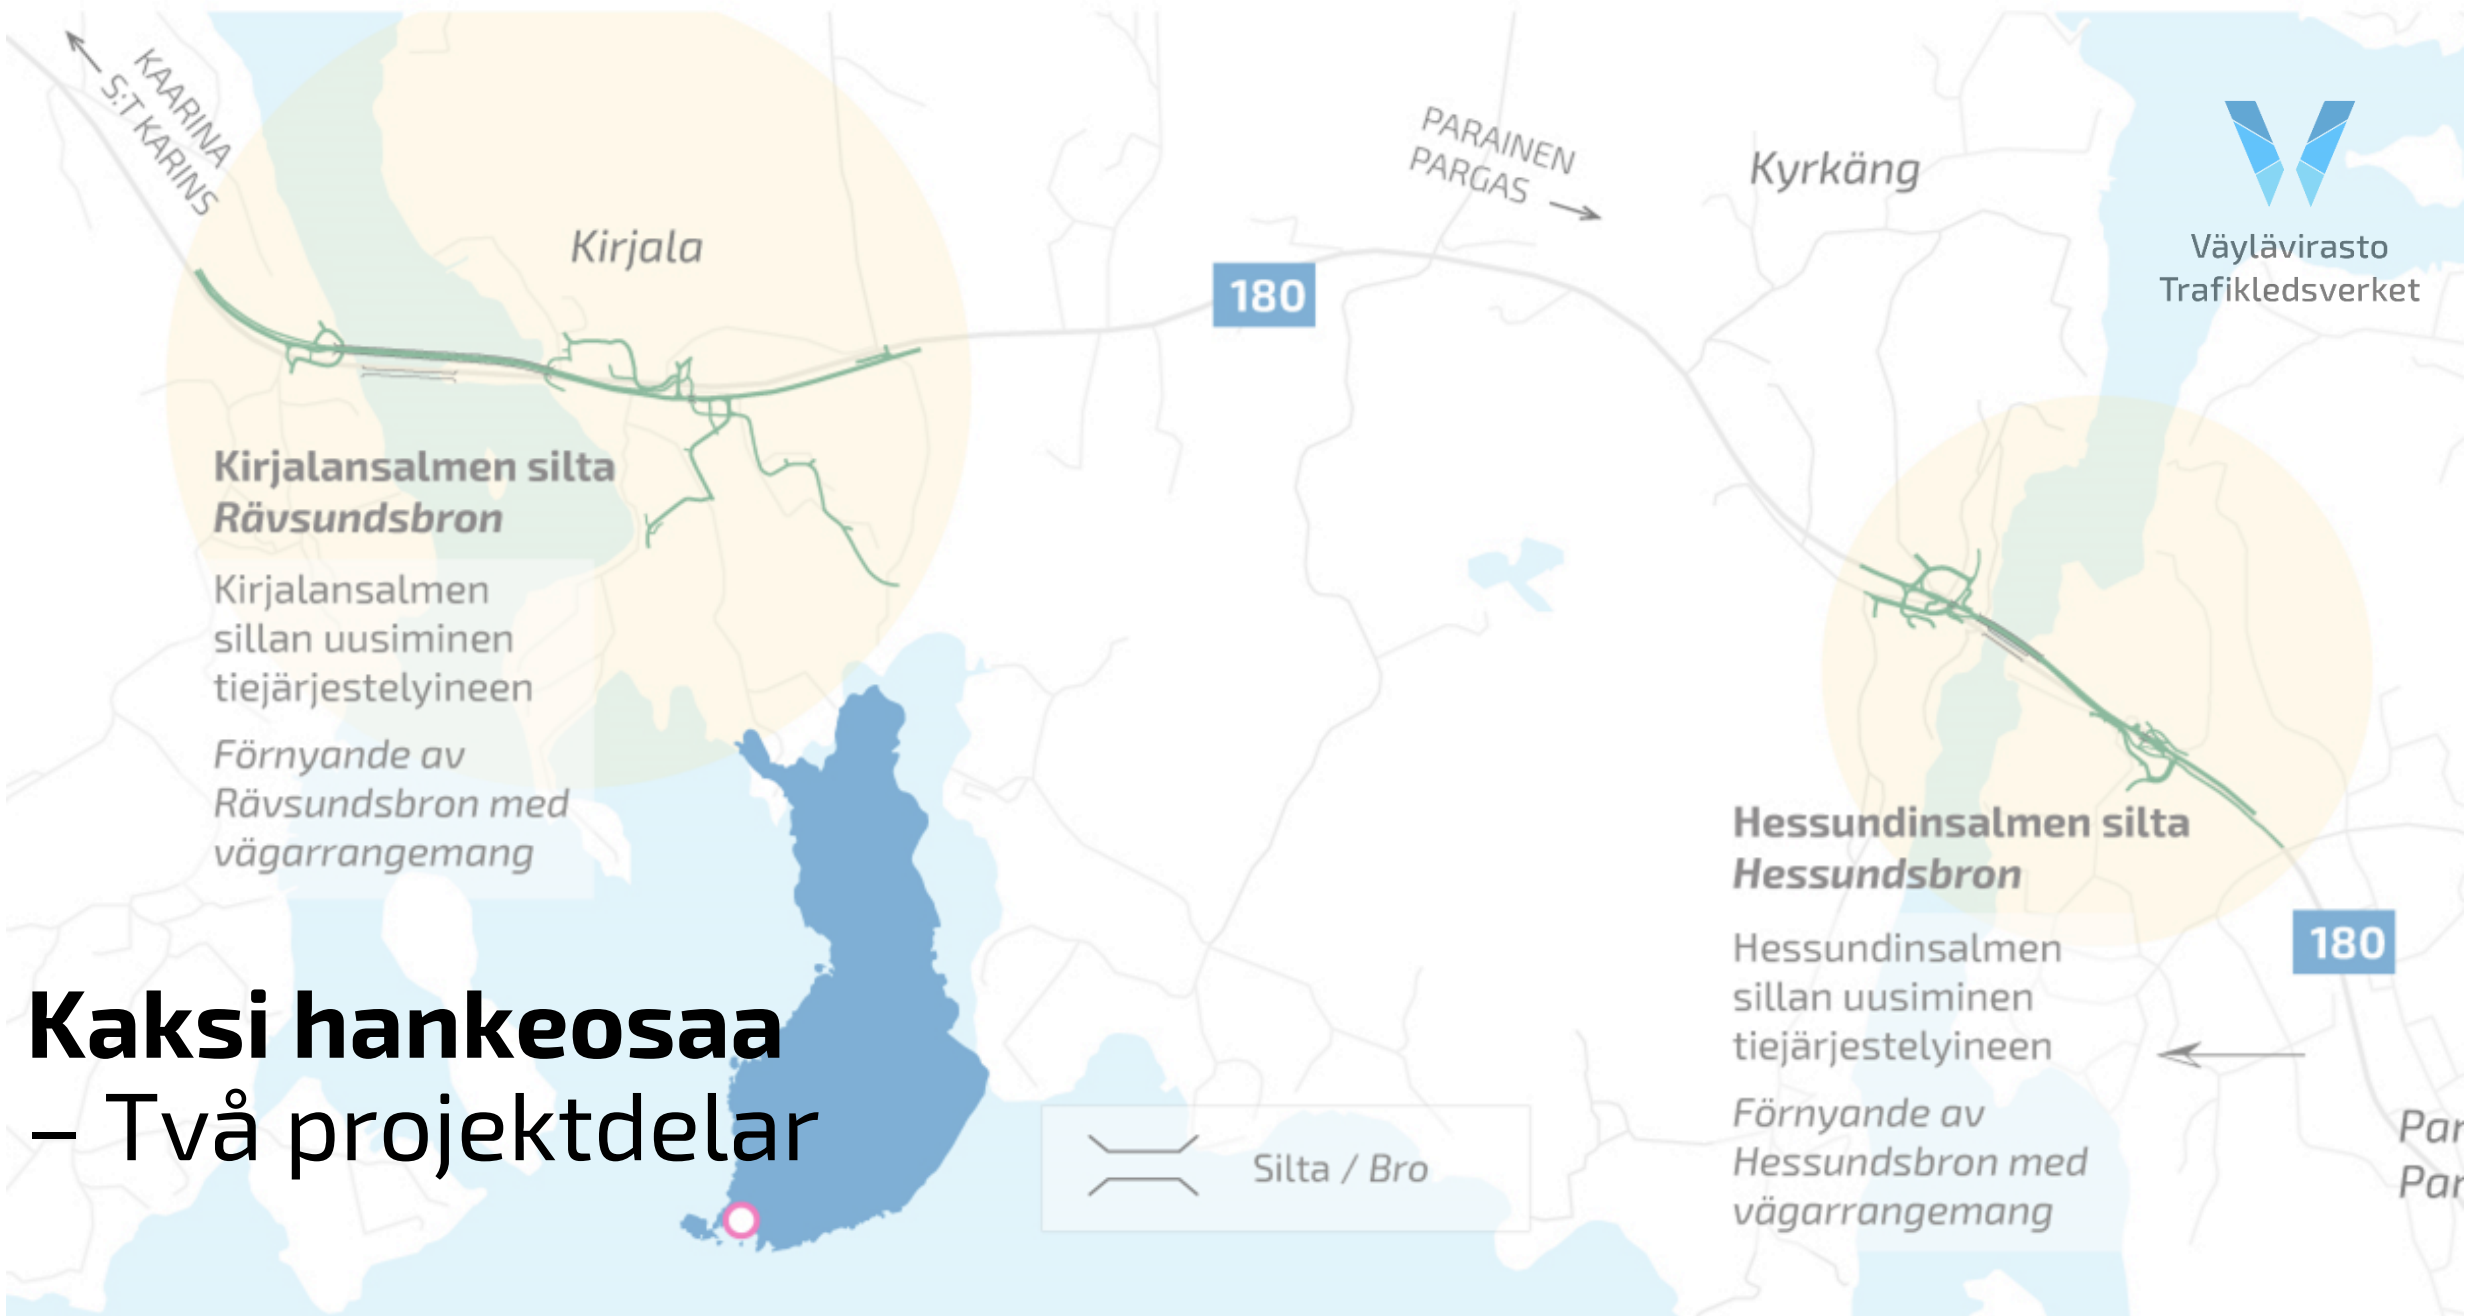 KAARINA
S:T KARINS
Kirjala
180
PARAINEN
PARGAS
Kyrkäng
Väylävirasto
Trafikledsverket
Kirjalansalmen silta
Rävsundsbron
Kirjalansalmen
sillan uusiminen
tiejärjestelyineen
Förnyande av
Rävsundsbron med
vägarrangemang
Hessundinsalmen silta
Hessundsbron
Hessundinsalmen
sillan uusiminen
tiejärjestelyineen
Förnyande av
Hessundsbron med
vägarrangemang
180
Par
Par
Kaksi hankeosaa
– Två projektdelar
Silta / Bro